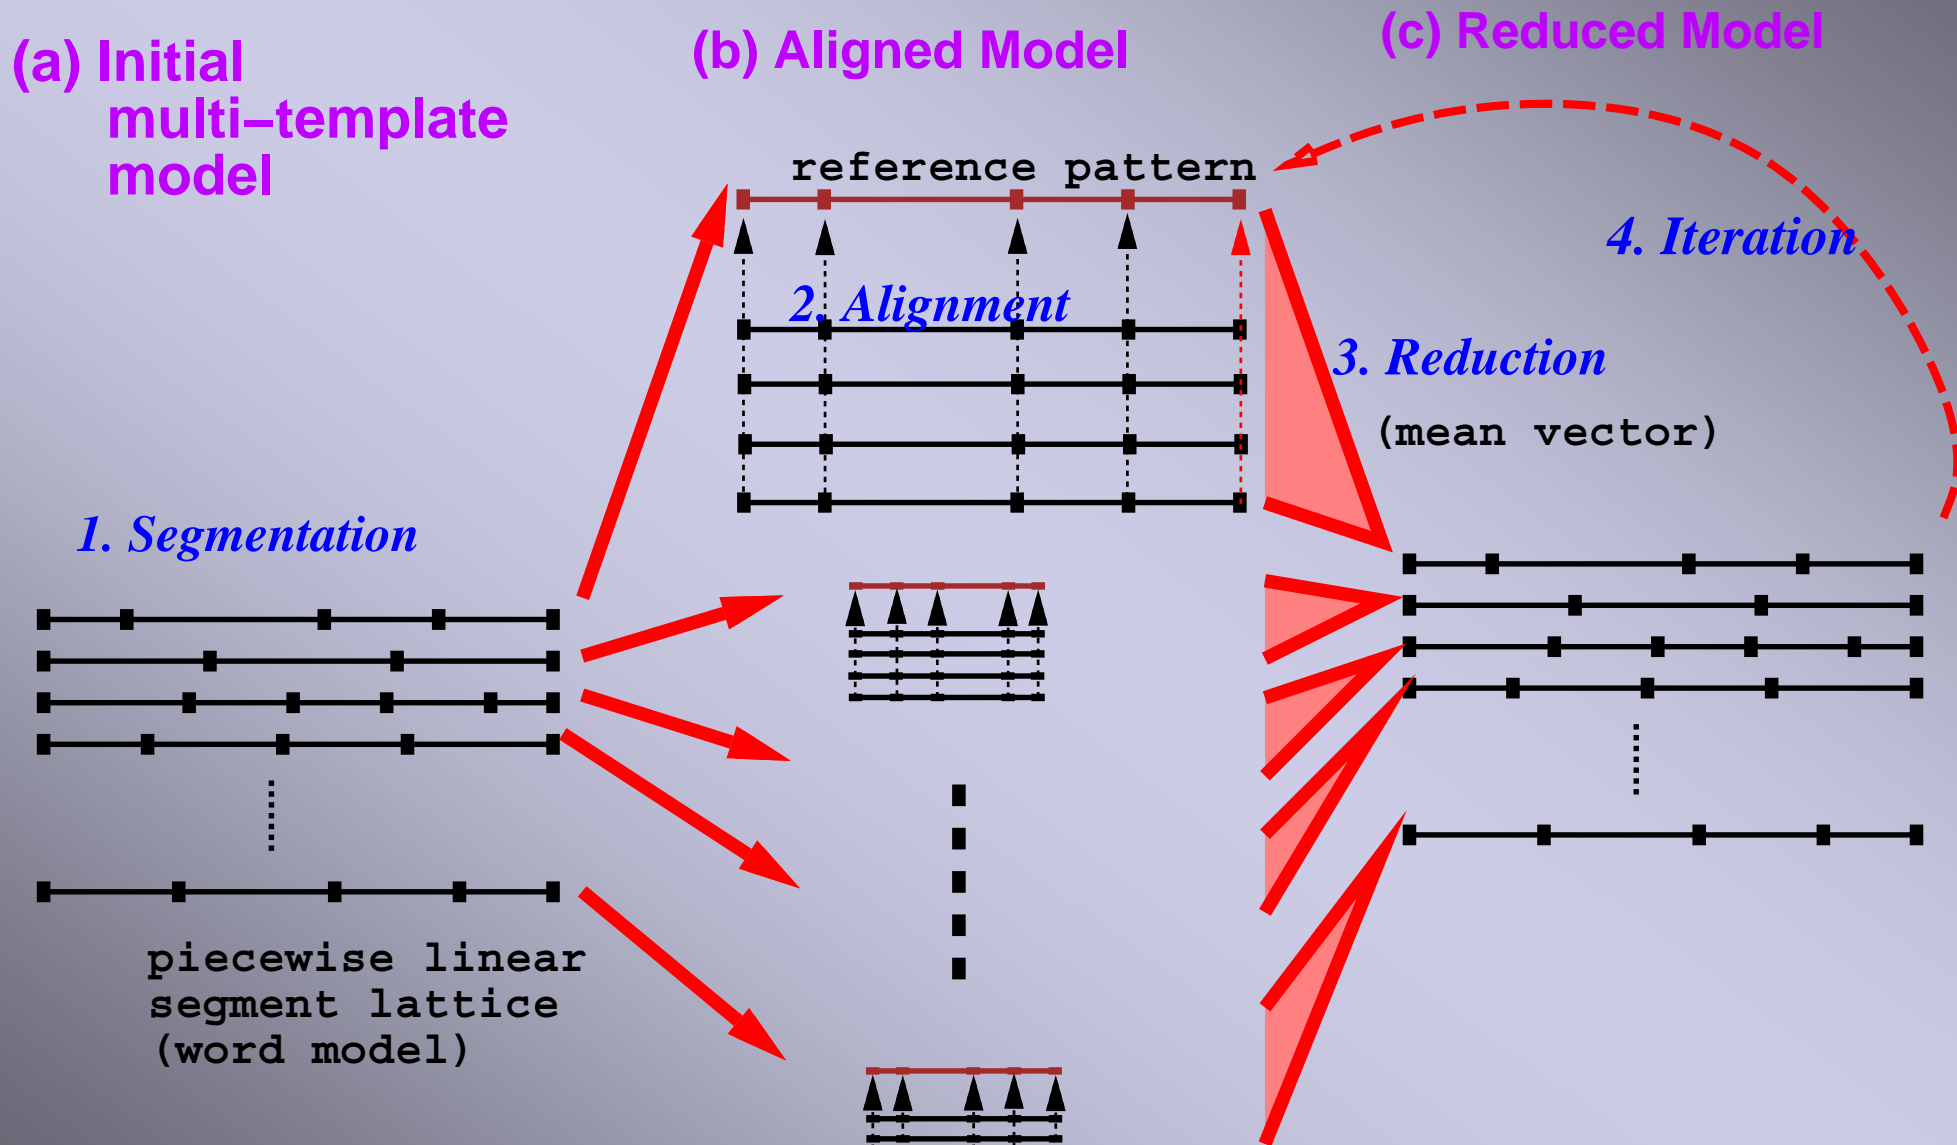 (a) Initial
multi–template
model
(b) Aligned Model
(c) Reduced Model
reference pattern
4. Iteration
2. Alignment
3. Reduction
(mean vector)
1. Segmentation
piecewise linear
segment lattice
(word model)